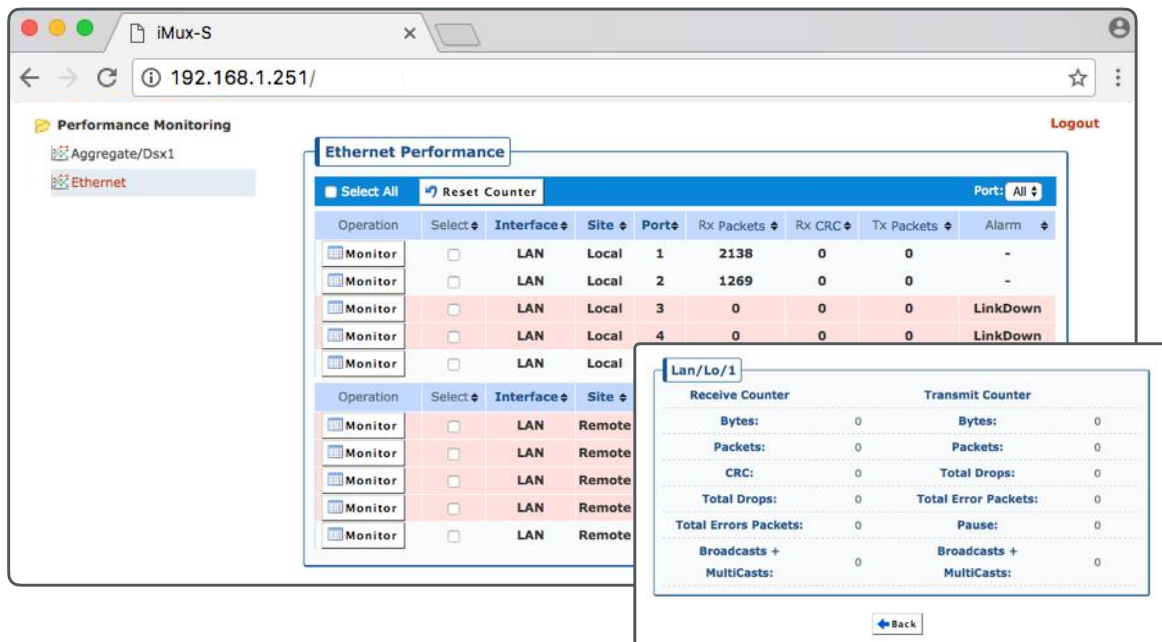 iMux-S
192.168.1.251/
Performance Monitoring
Logout
Aggregate/Dsx1
Ethernet
Ethernet Performance
Select All Reset Counter Port: All
Operation Select Interface Site Port Rx Packets Rx CRC Tx Packets Alarm
Monitor LAN Local 1 2138 0 0 -
Monitor LAN Local 2 1269 0 0 -
Monitor LAN Local 3 0 0 0 LinkDown
Monitor LAN Local 4 0 0 0 LinkDown
Monitor LAN Local
Operation Select Interface Site
Monitor LAN Remote
Monitor LAN Remote
Monitor LAN Remote
Monitor LAN Remote
Monitor LAN Remote
Lan/Lo/1
Receive Counter Transmit Counter
Bytes: 0 Bytes: 0
Packets: 0 Packets: 0
CRC: 0 Total Drops: 0
Total Drops: 0 Total Error Packets: 0
Total Errors Packets: 0 Pause: 0
Broadcasts + Broadcasts +
MultiCasts: 0 MultiCasts: 0
Back